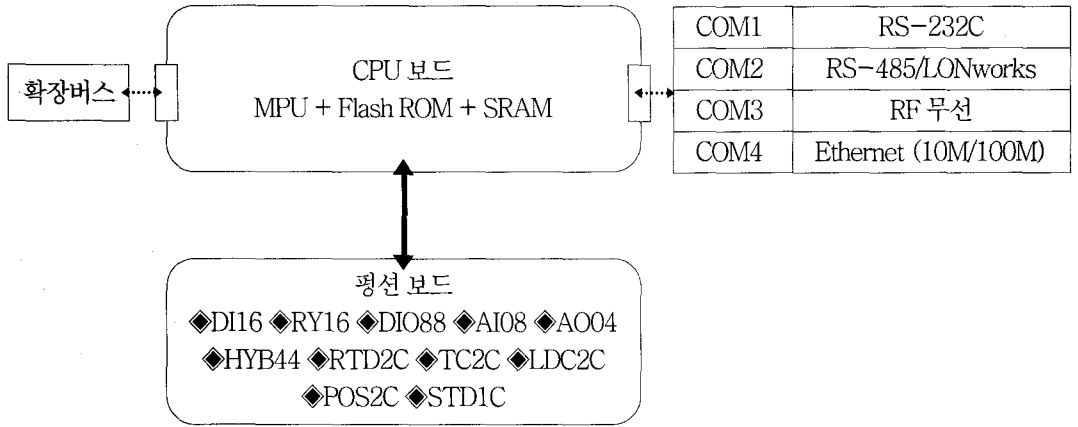 확장버스
CPU 보드
MPU + Flash ROM + SRAM
COM1 RS-232C
COM2 RS-485/LONworks
COM3 RF 무선
COM4 Ethernet (10M/100M)
펑션 보드
◈DI16 ◈RY16 ◈DIO88 ◈AI08 ◈AO04
◈HYB44 ◈RTD2C ◈TC2C ◈LDC2C
◈POS2C ◈STD1C